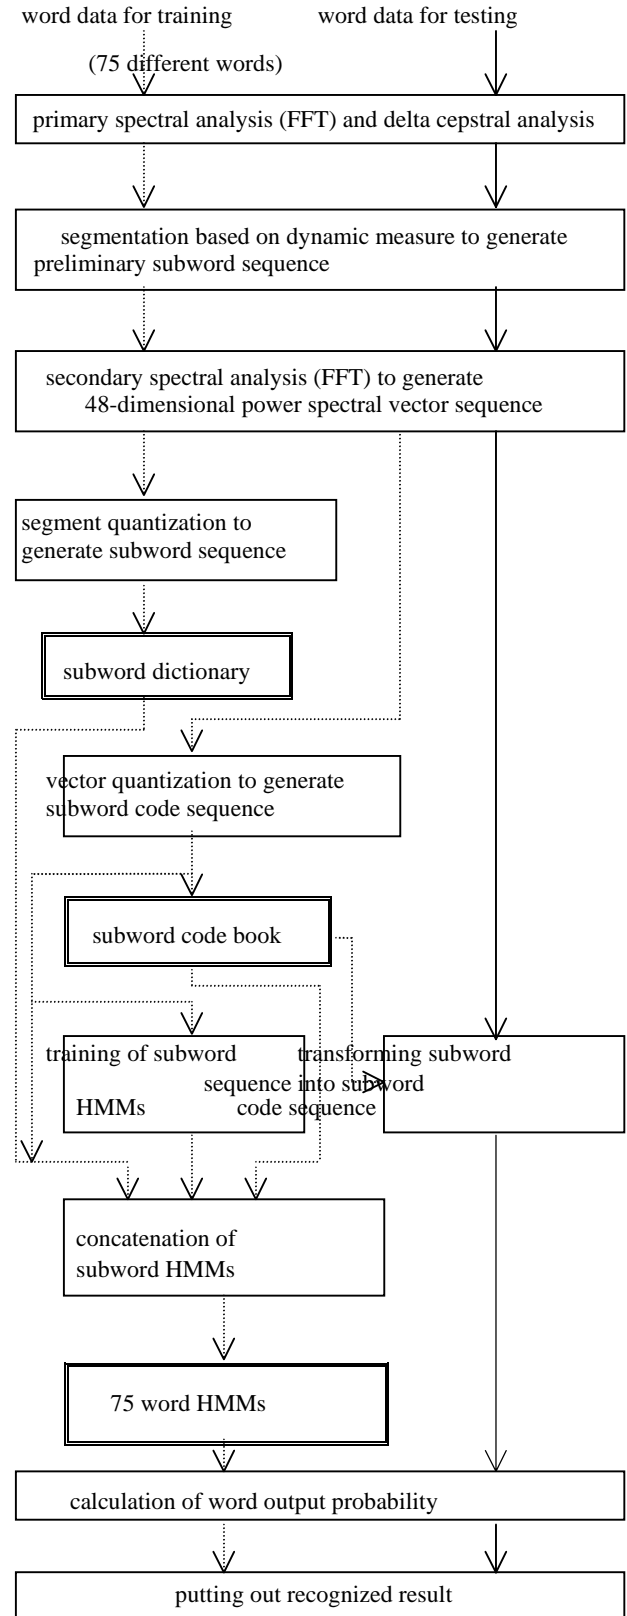 word data for training
word data for testing
(75 different words)
primary spectral analysis (FFT) and delta cepstral analysis
segmentation based on dynamic measure to generate
preliminary subword sequence
secondary spectral analysis (FFT) to generate
48-dimensional power spectral vector sequence
segment quantization to
generate subword sequence
subword dictionary
vector quantization to generate
subword code sequence
subword code book
training of subword
HMMs
transforming subword
sequence into subword
code sequence
concatenation of
subword HMMs
75 word HMMs
calculation of word output probability
putting out recognized result